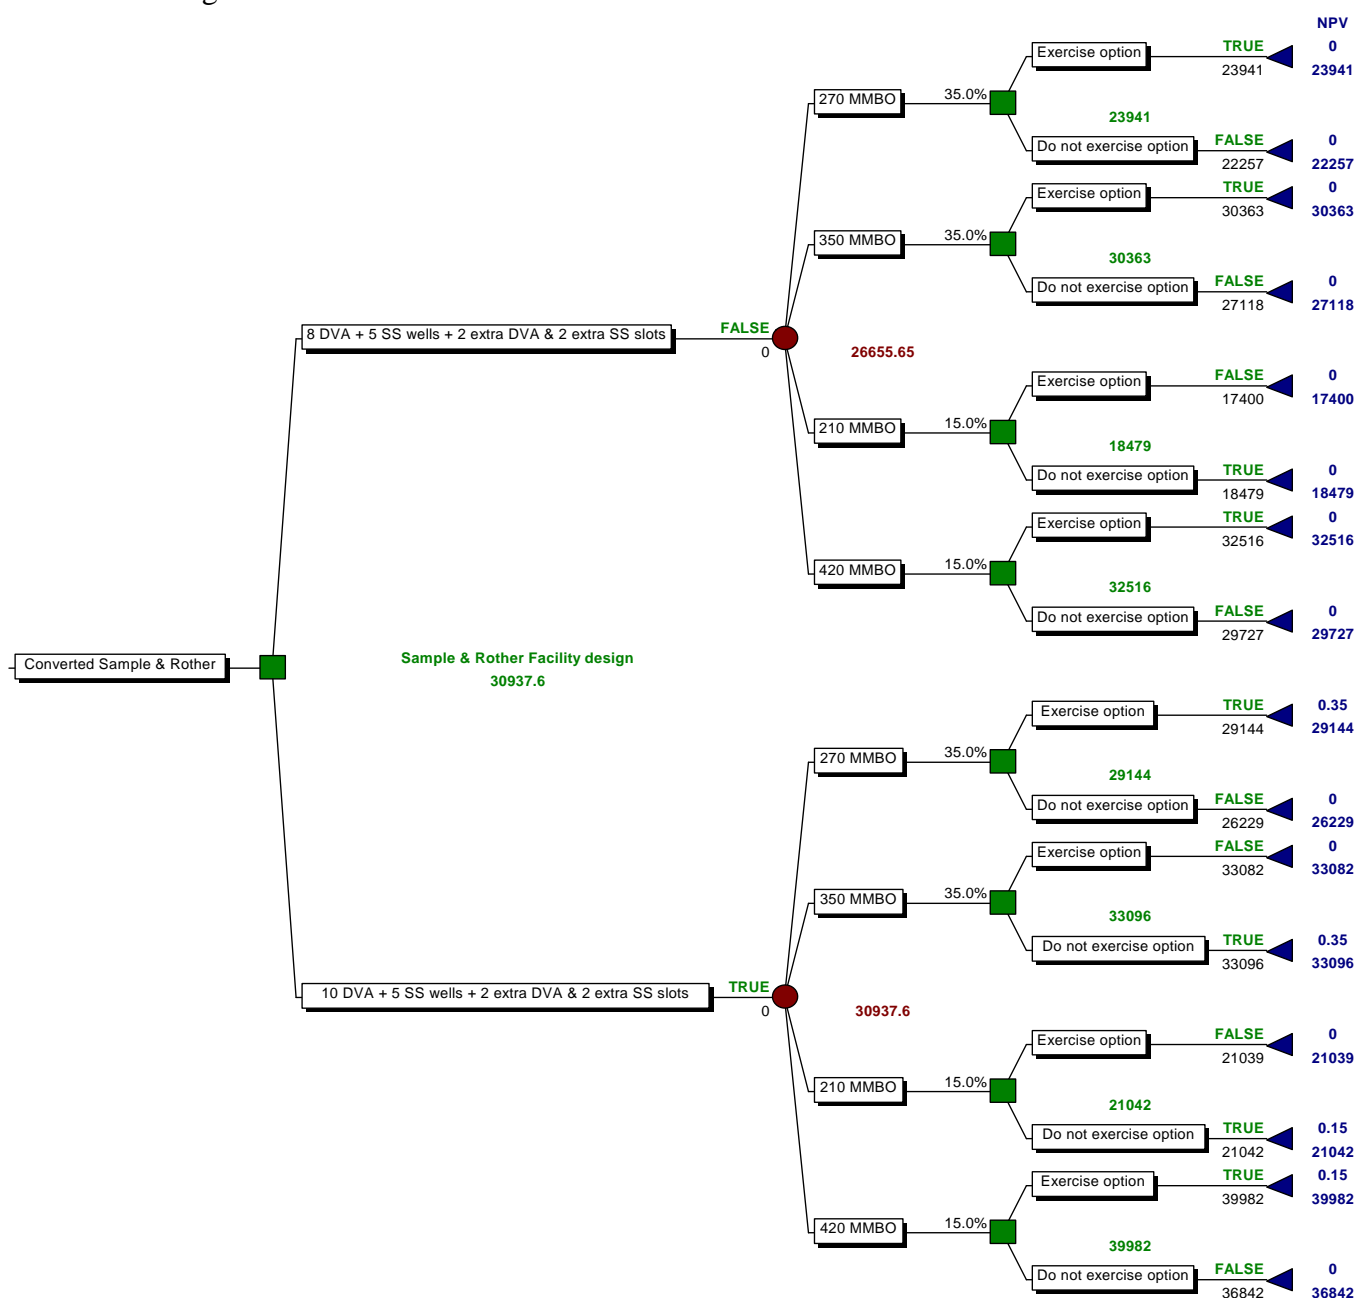 g
NPV
Exercise option TRUE 0
23941 23941
270 MMBO 35.0%
23941
Do not exercise option FALSE 0
22257 22257
Exercise option TRUE 0
30363 30363
350 MMBO 35.0%
30363
Do not exercise option FALSE 0
27118 27118
8 DVA + 5 SS wells + 2 extra DVA & 2 extra SS slots FALSE
0 26655.65
Exercise option FALSE 0
17400 17400
210 MMBO 15.0%
18479
Do not exercise option TRUE 0
18479 18479
Exercise option TRUE 0
32516 32516
420 MMBO 15.0%
32516
Do not exercise option FALSE 0
29727 29727
Converted Sample & Rother
Sample & Rother Facility design
30937.6
Exercise option TRUE 0.35
29144 29144
270 MMBO 35.0%
29144
Do not exercise option FALSE 0
26229 26229
Exercise option FALSE 0
33082 33082
350 MMBO 35.0%
33096
Do not exercise option TRUE 0.35
33096 33096
10 DVA + 5 SS wells + 2 extra DVA & 2 extra SS slots TRUE
0 30937.6
Exercise option FALSE 0
21039 21039
210 MMBO 15.0%
21042
Do not exercise option TRUE 0.15
21042 21042
Exercise option TRUE 0.15
39982 39982
420 MMBO 15.0%
39982
Do not exercise option FALSE 0
36842 36842